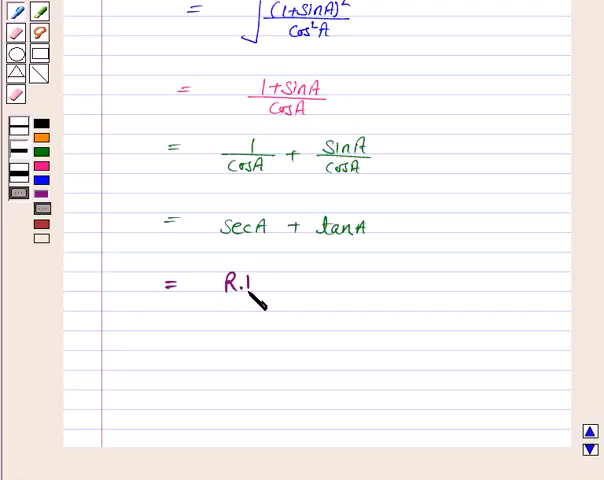 = √(1+sinA)²/cos²A
= 1+sinA/cosA
= 1/cosA + sinA/cosA
= secA + tanA
= R.